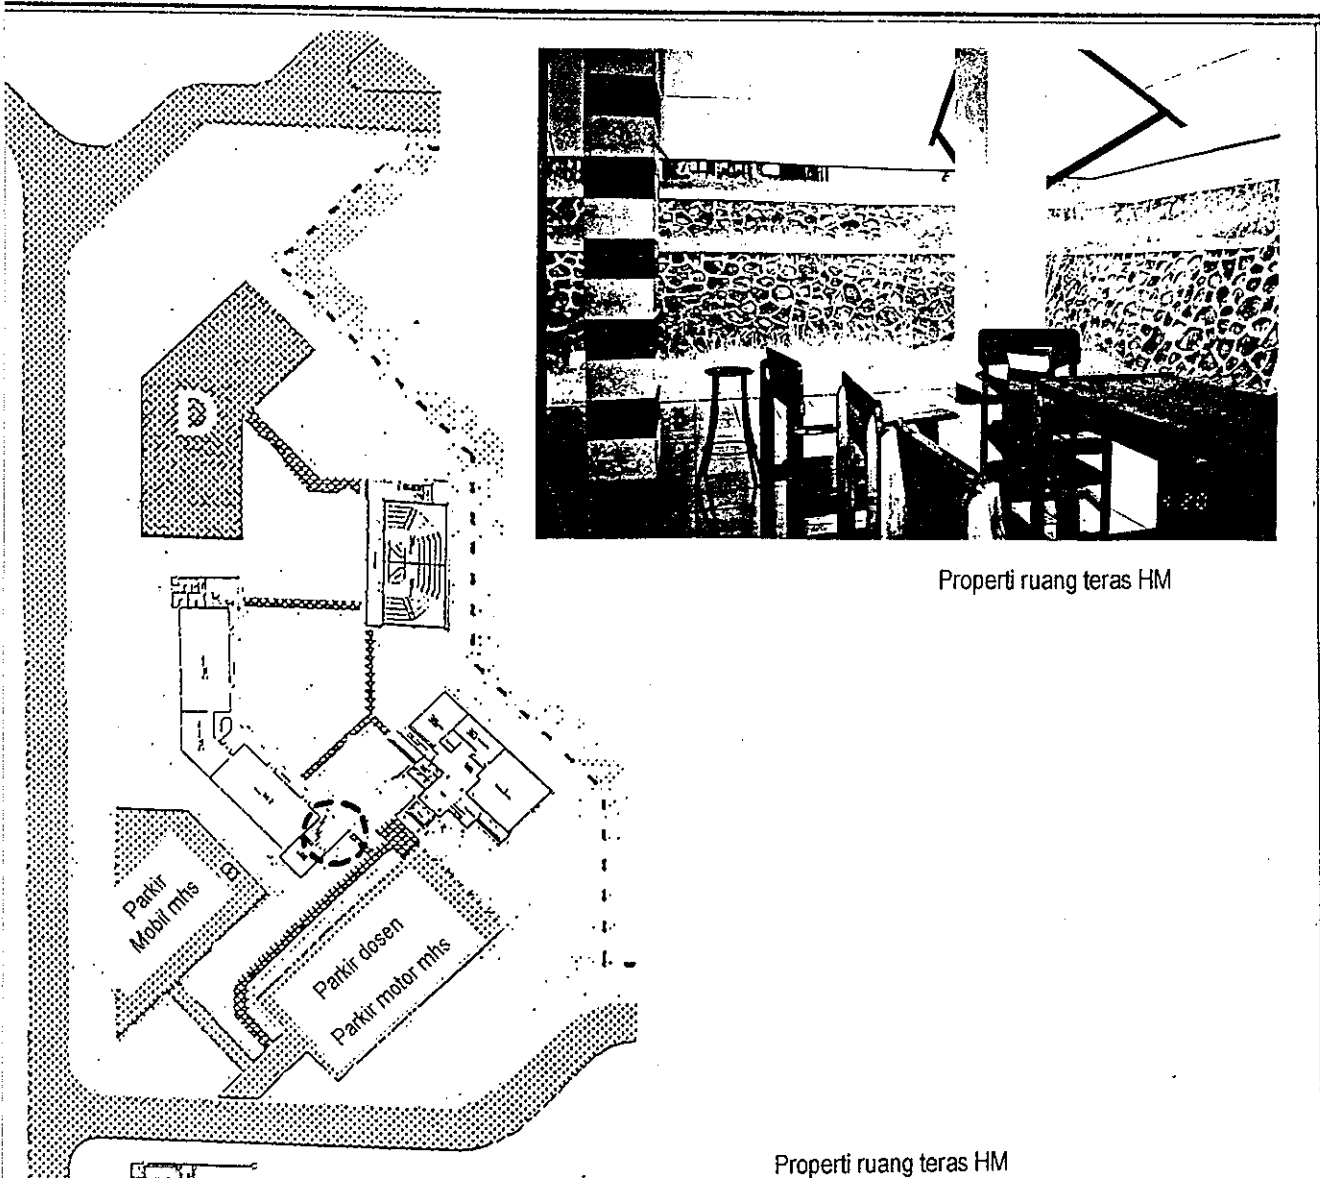 Properti ruang teras HM
Parkir
Mobil mhs
Parkir dosen
Parkir motor mhs
Properti ruang teras HM